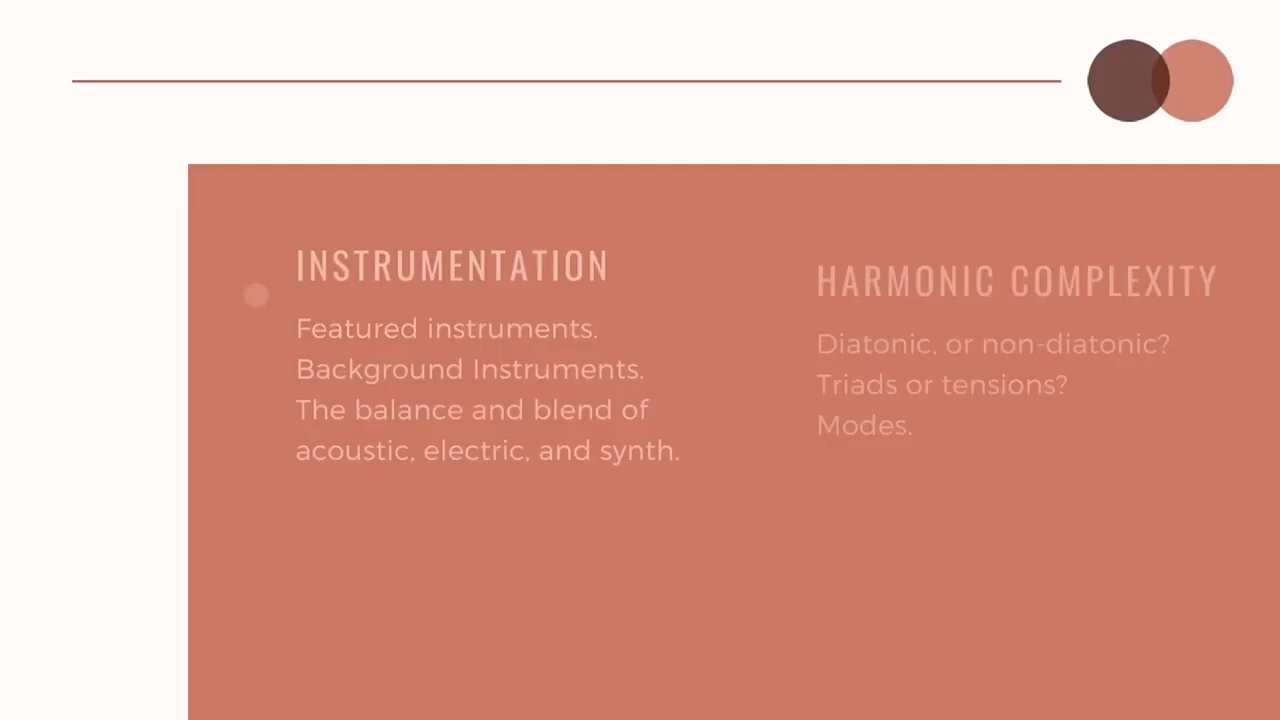 INSTRUMENTATION
Featured instruments.
Background Instruments.
The balance and blend of
acoustic, electric, and synth.
HARMONIC COMPLEXITY
Diatonic, or non-diatonic?
Triads or tensions?
Modes.